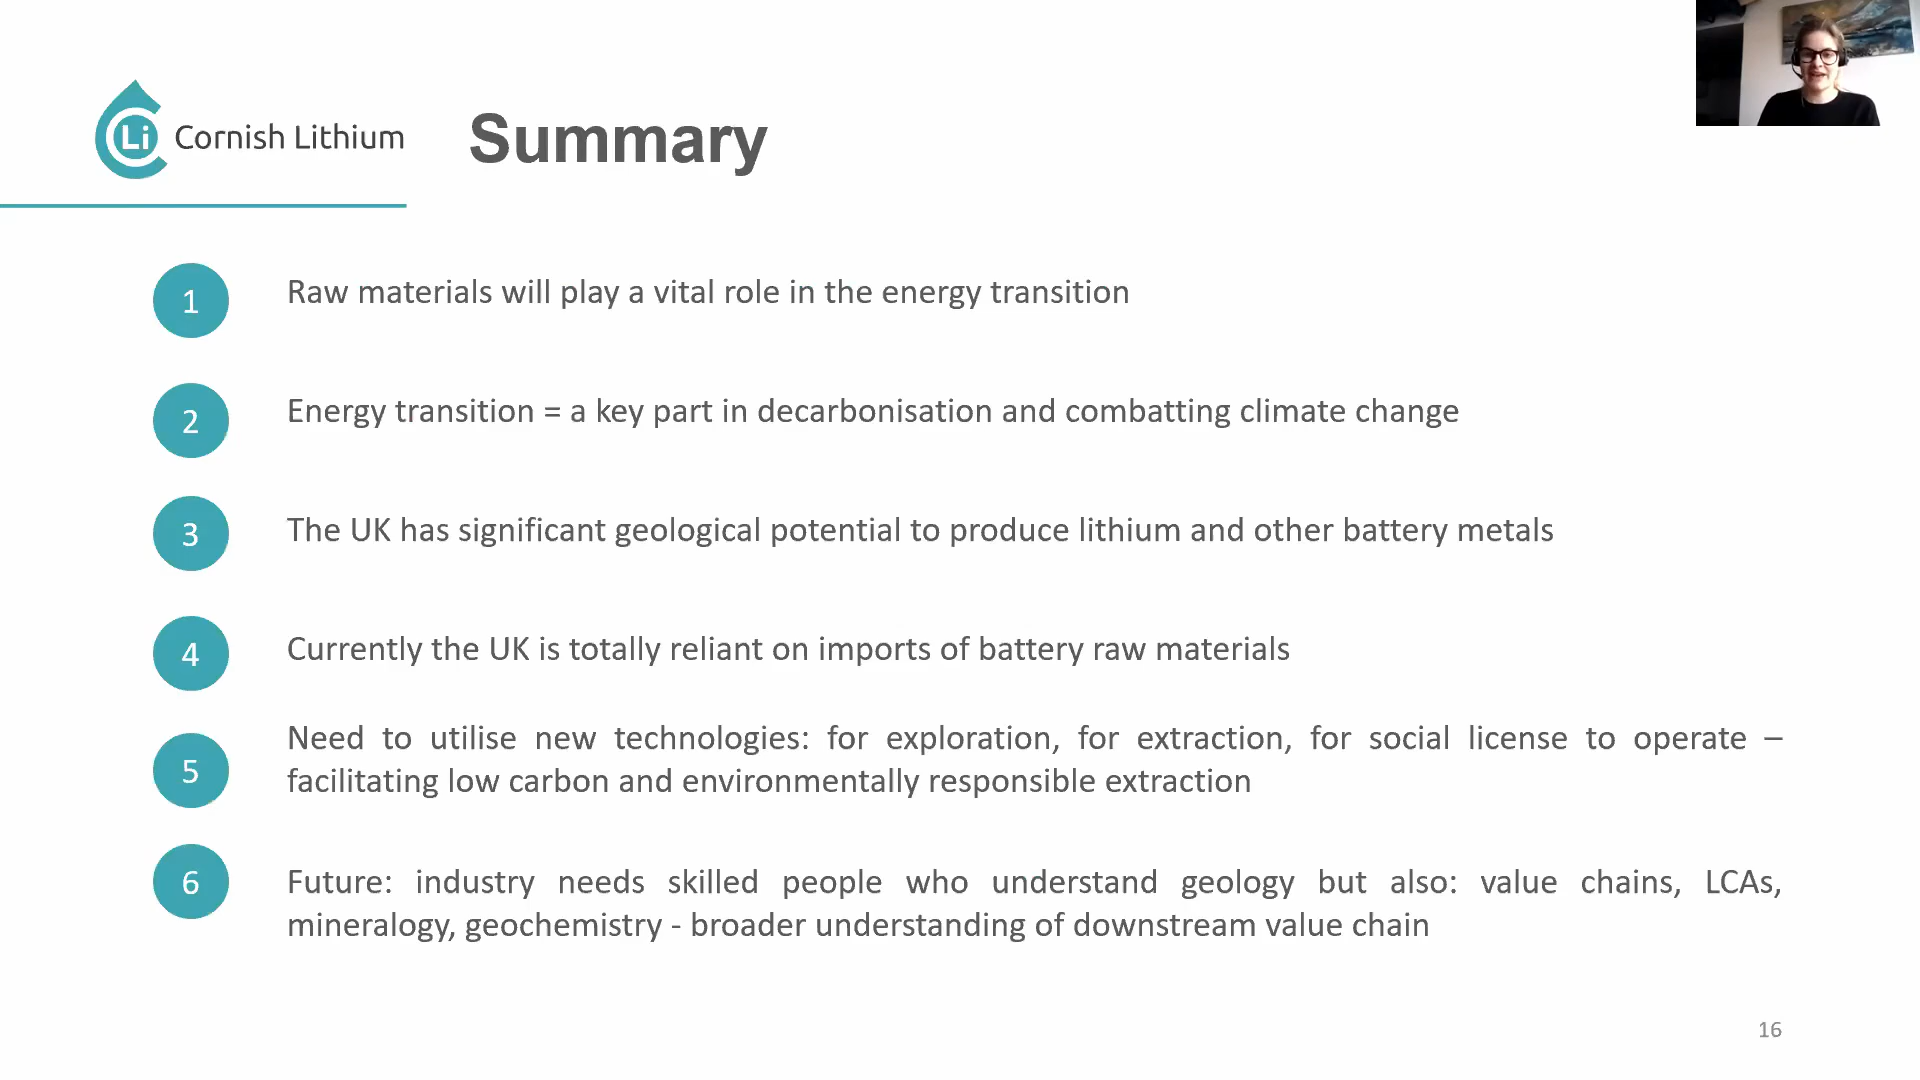 Li Cornish Lithium
Summary
1 Raw materials will play a vital role in the energy transition
2 Energy transition = a key part in decarbonisation and combatting climate change
3 The UK has significant geological potential to produce lithium and other battery metals
4 Currently the UK is totally reliant on imports of battery raw materials
5 Need to utilise new technologies: for exploration, for extraction, for social license to operate –
facilitating low carbon and environmentally responsible extraction
6 Future: industry needs skilled people who understand geology but also: value chains, LCAs,
mineralogy, geochemistry - broader understanding of downstream value chain
16